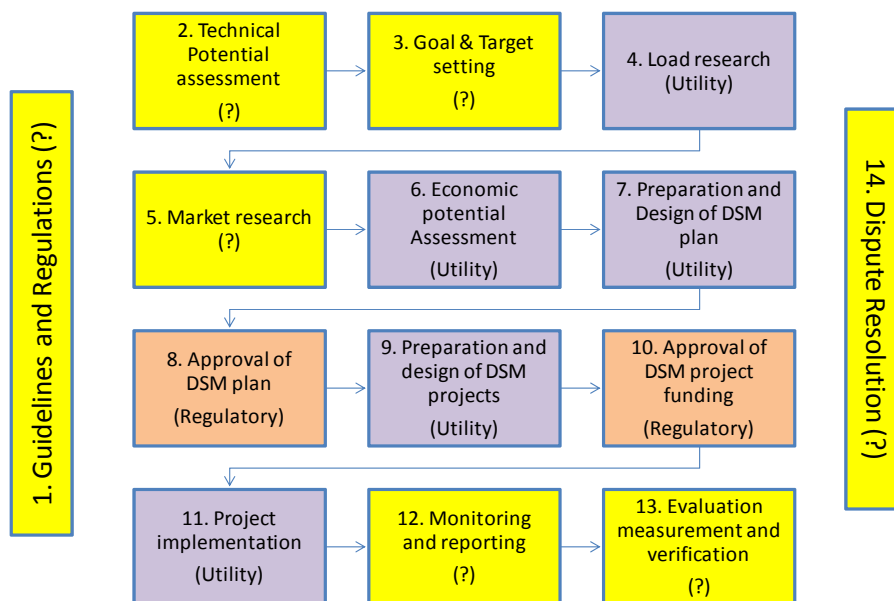 1. Guidelines and Regulations (?)
2. Technical
Potential
assessment
(?)
3. Goal & Target
setting
(?)
4. Load research
(Utility)
5. Market research
(?)
6. Economic
potential
Assessment
(Utility)
7. Preparation and
Design of DSM
plan
(Utility)
8. Approval of
DSM plan
(Regulatory)
9. Preparation and
design of DSM
projects
(Utility)
10. Approval of
DSM project
funding
(Regulatory)
11. Project
implementation
(Utility)
12. Monitoring
and reporting
(?)
13. Evaluation
measurement and
verification
(?)
14. Dispute Resolution (?)